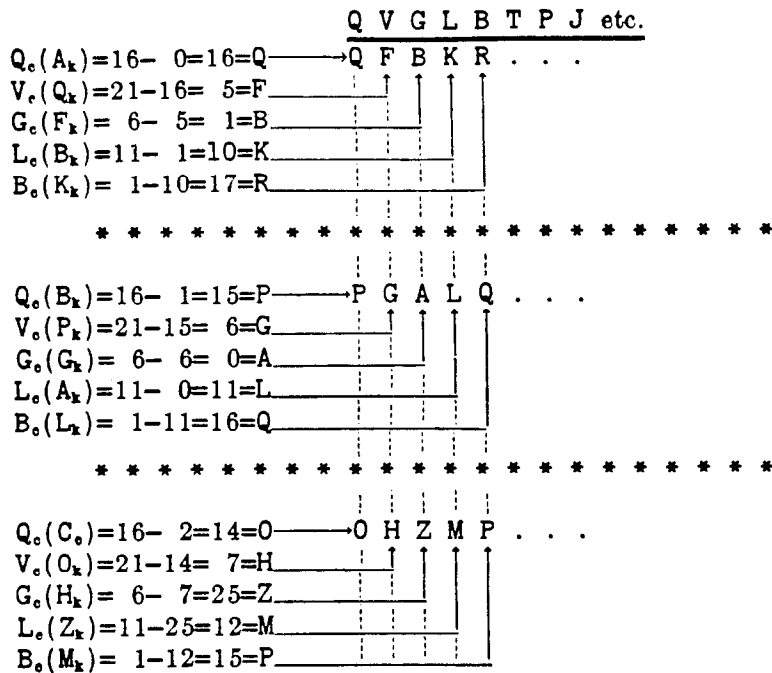 Q V G L B T P J etc.
Qc(Ak)=16- 0=16=Q Q F B K R . . .
Vc(Qk)=21-16= 5=F
Gc(Fk)= 6- 5= 1=B
Lc(Bk)=11- 1=10=K
Bc(Kk)= 1-10=17=R
* * * * * * * * * * * * * * * * * * * * * *
Qc(Bk)=16- 1=15=P P G A L Q . . .
Vc(Pk)=21-15= 6=G
Gc(Gk)= 6- 6= 0=A
Lc(Ak)=11- 0=11=L
Bc(Lk)= 1-11=16=Q
* * * * * * * * * * * * * * * * * * * * * *
Qc(Cc)=16- 2=14=O O H Z M P . . .
Vc(Ok)=21-14= 7=H
Gc(Hk)= 6- 7=25=Z
Lc(Zk)=11-25=12=M
Bc(Mk)= 1-12=15=P